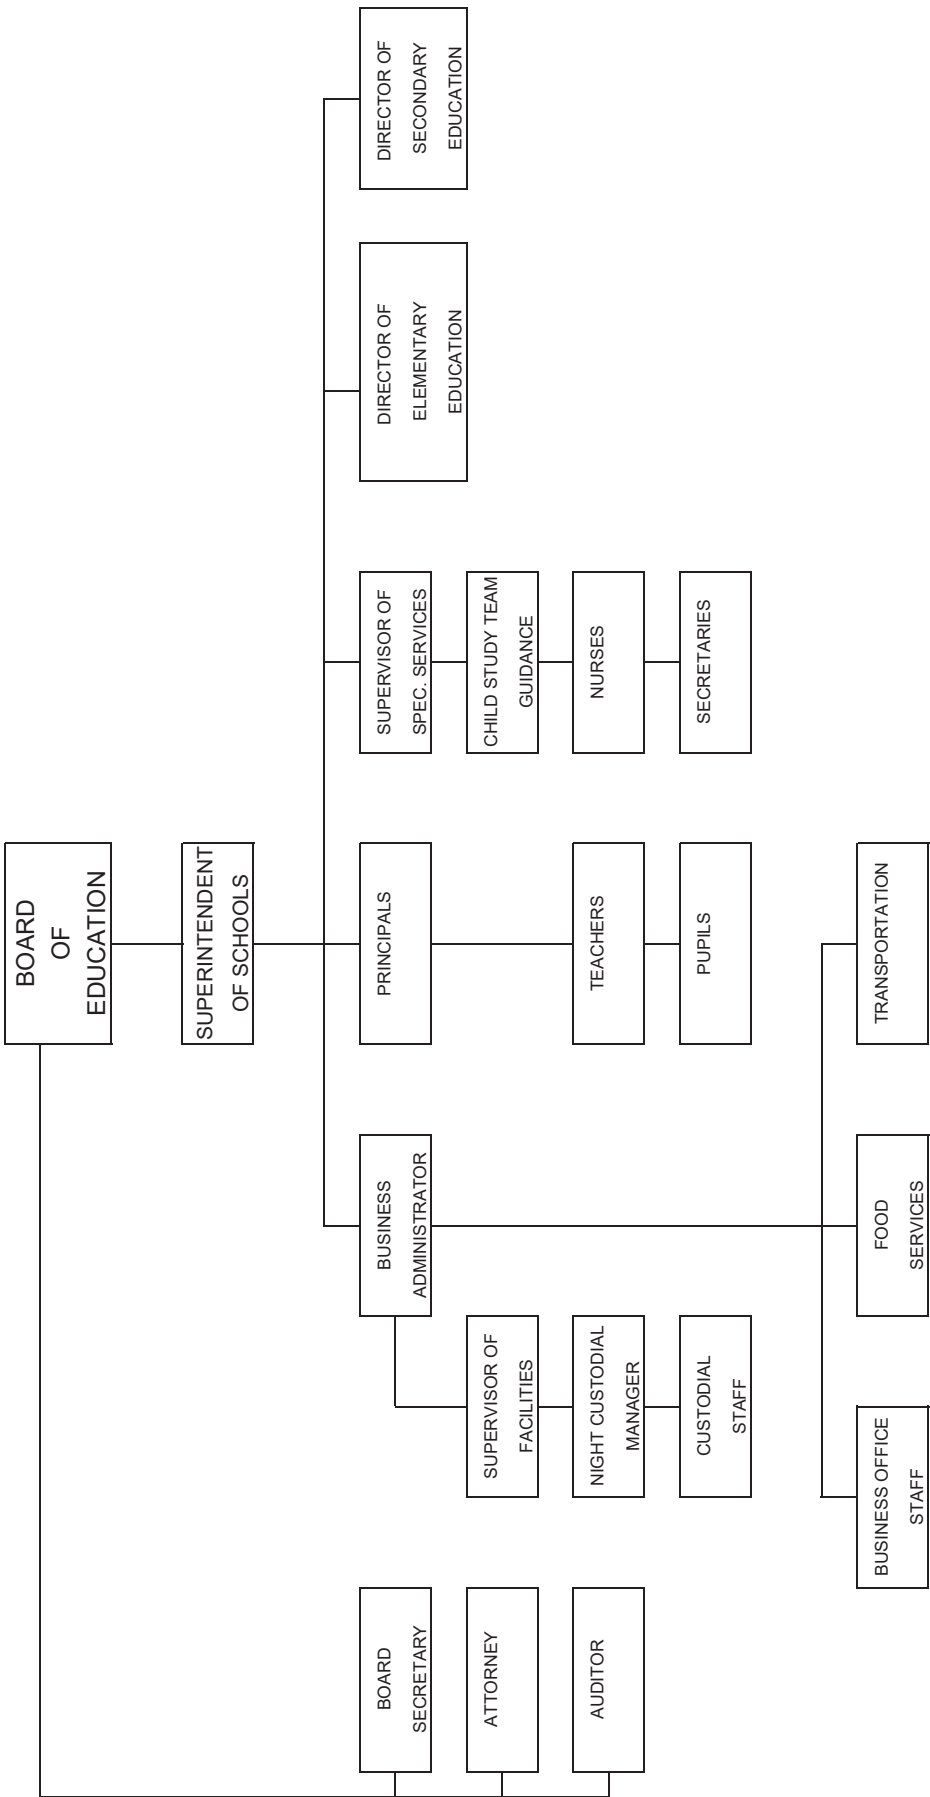 BOARD
OF
EDUCATION
SUPERINTENDENT
OF SCHOOLS
BOARD
SECRETARY
ATTORNEY
AUDITOR
BUSINESS
ADMINISTRATOR
SUPERVISOR OF
FACILITIES
NIGHT CUSTODIAL
MANAGER
CUSTODIAL
STAFF
BUSINESS OFFICE
STAFF
FOOD
SERVICES
TRANSPORTATION
PRINCIPALS
TEACHERS
PUPILS
SUPERVISOR OF
SPEC. SERVICES
CHILD STUDY TEAM
GUIDANCE
NURSES
SECRETARIES
DIRECTOR OF
ELEMENTARY
EDUCATION
DIRECTOR OF
SECONDARY
EDUCATION